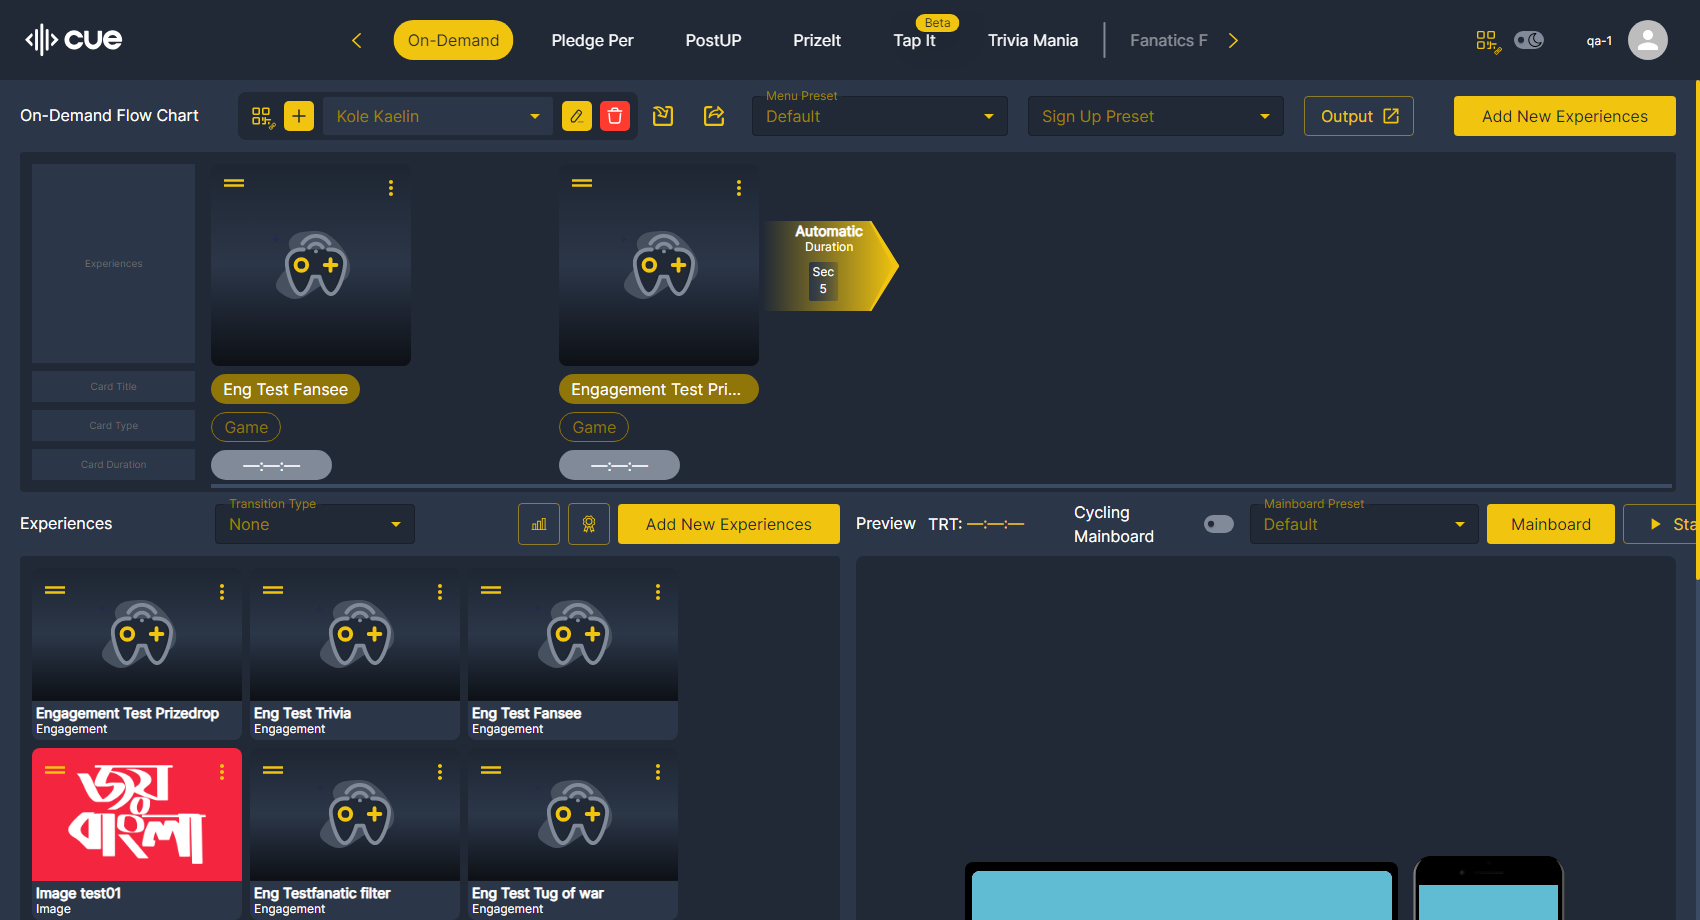 cue
On-Demand
Pledge Per
PostUP
PrizeIt
Beta
Tap It
Trivia Mania
Fanatics F
qa-1
On-Demand Flow Chart
Kole Kaelin
Menu Preset
Default
Sign Up Preset
Output
Add New Experiences
Experiences
Automatic
Duration
Sec
5
Card Title
Eng Test Fansee
Engagement Test Pri...
Card Type
Game
Game
Card Duration
—:—:—
—:—:—
Experiences
Transition Type
None
Add New Experiences
Preview
TRT: —:—:—
Cycling
Mainboard
Mainboard Preset
Default
Mainboard
Sta
Engagement Test Prizedrop
Engagement
Eng Test Trivia
Engagement
Eng Test Fansee
Engagement
জয়
বাংলা
Image test01
Image
Eng Testfanatic filter
Engagement
Eng Test Tug of war
Engagement